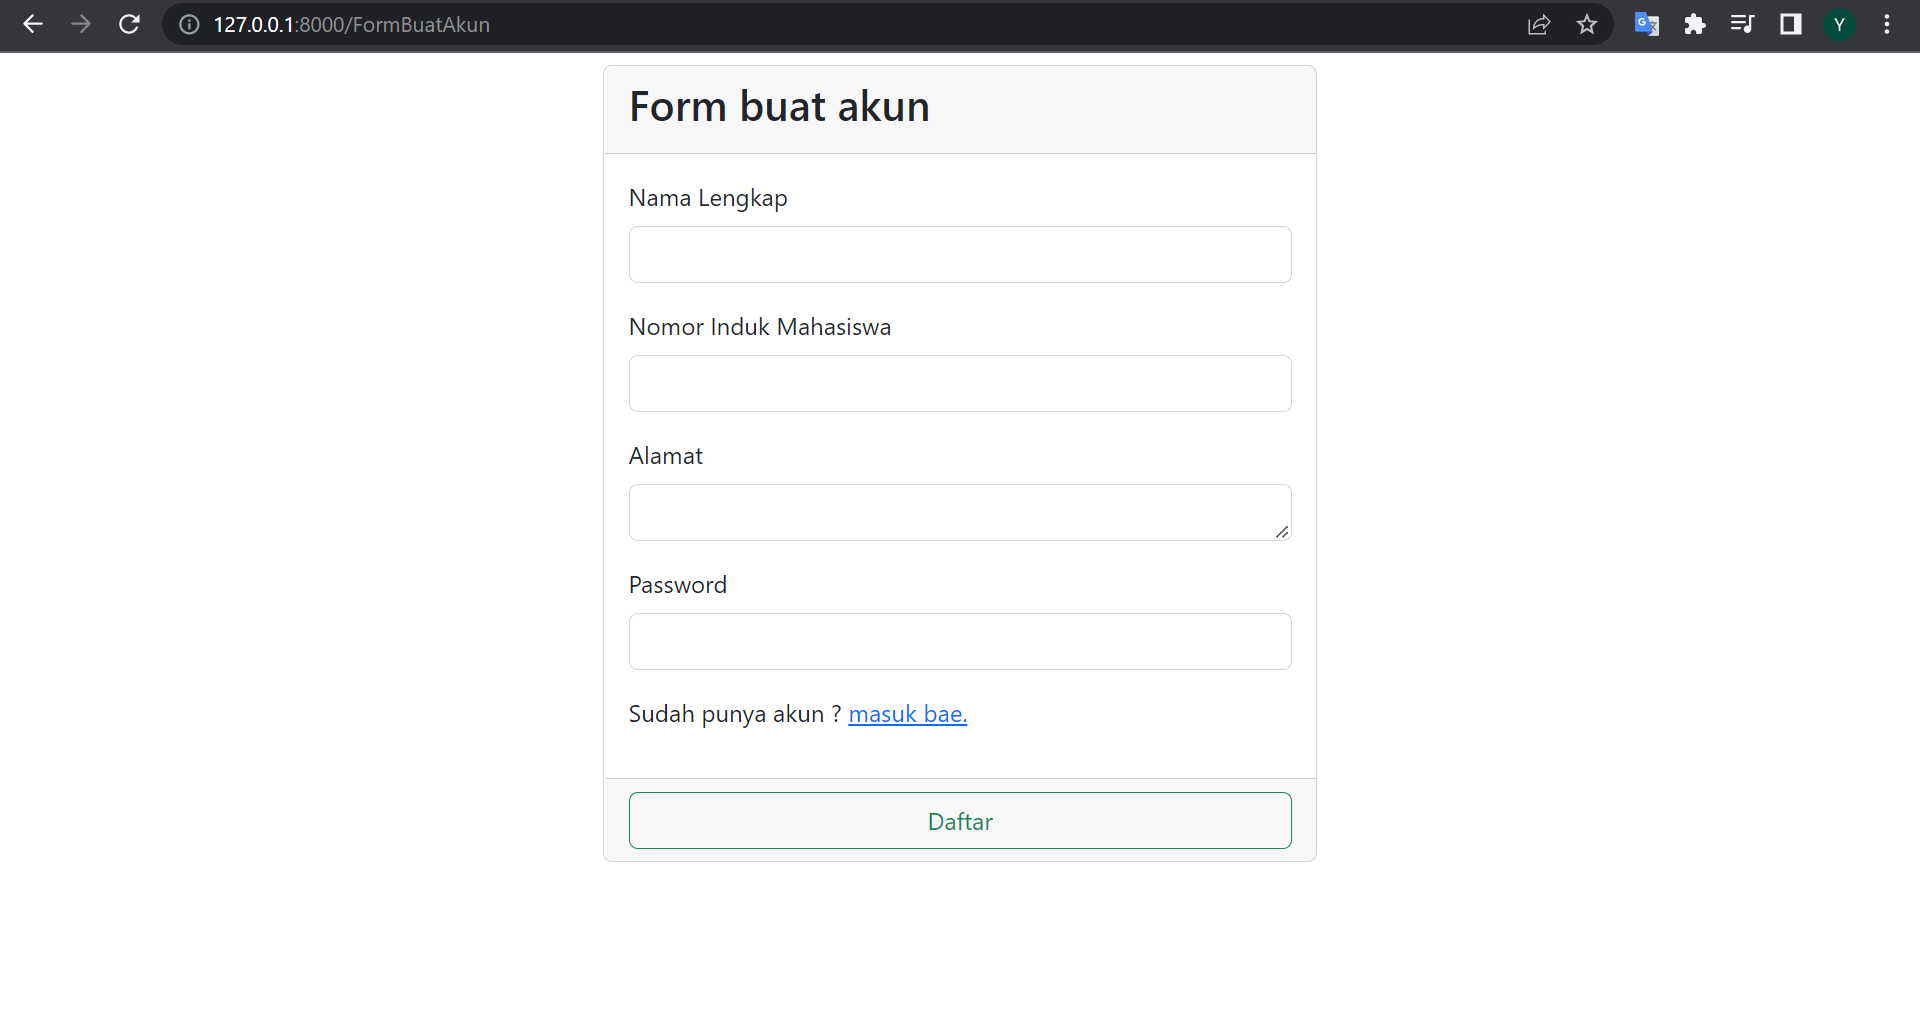 127.0.0.1:8000/FormBuatAkun
Y
Form buat akun
Nama Lengkap
Nomor Induk Mahasiswa
Alamat
Password
Sudah punya akun ? masuk bae.
Daftar